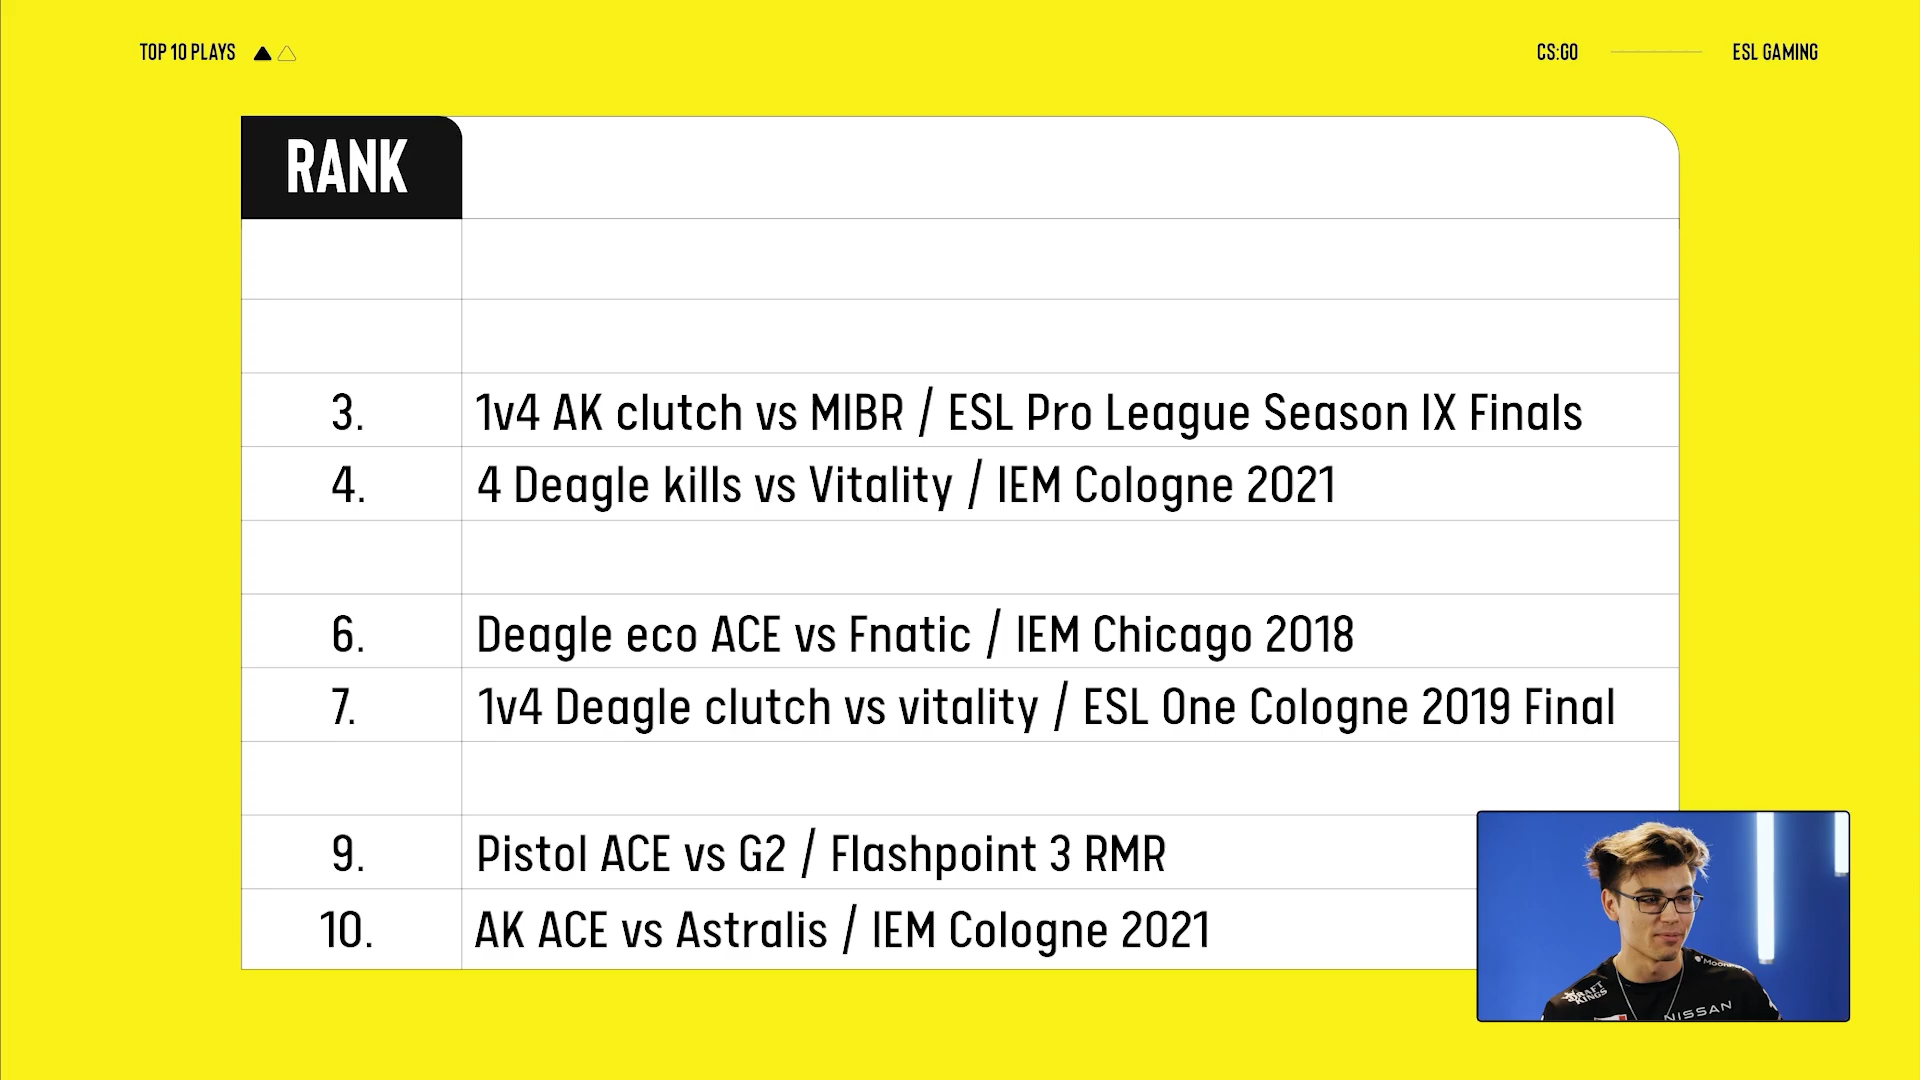 TOP 10 PLAYS
CS:GO
ESL GAMING
RANK
3. 1v4 AK clutch vs MIBR / ESL Pro League Season IX Finals
4. 4 Deagle kills vs Vitality / IEM Cologne 2021
6. Deagle eco ACE vs Fnatic / IEM Chicago 2018
7. 1v4 Deagle clutch vs vitality / ESL One Cologne 2019 Final
9. Pistol ACE vs G2 / Flashpoint 3 RMR
10. AK ACE vs Astralis / IEM Cologne 2021
DRAFT
KINGS
NISSAN